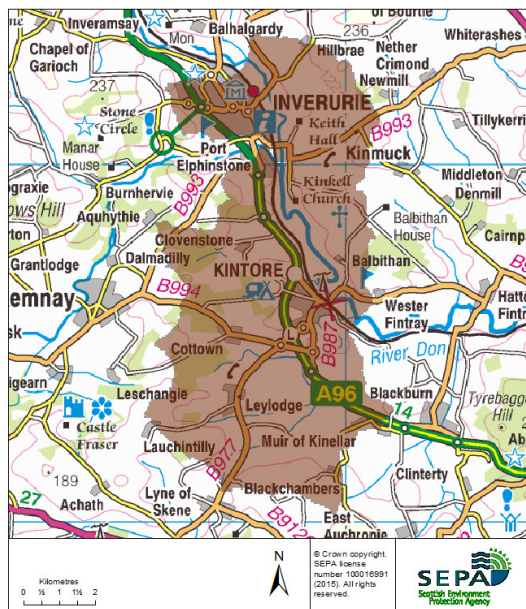 of Bourne
Inveramsay
Mon
Balhalgardy
236
Whiterashes
Chapel of
Garioch
Hillbrae
Nether
Crimond
Newmill
237
Stone
Circle
M
INVERURIE
B993
Tillykerri
Manar
House
Port
Elphinstone
Keith
Hall
Kinmuck
ograxie
Burnhervie
B993
Kinkell
Church
Middleton
Denmill
ows Hill
Aquhythie
Balbithan
House
Cairnp
rton
Clovenstone
Grantlodge
Dalmadilly
KINTORE
Balbithan
emnay
B994
Wester
Fintray
Hatto
Fintr
sk
B987
River Don
Cottown
L
igearn
Leschangie
A96
Blackburn
14
Tyrebagge
Hill
Castle
Fraser
Leylodge
Ab
Lauchintilly
B977
Muir of Kinellar
189
Clinterty
27
Achath
Lyne of
Skene
Blackchambers
B9126
East
Auchronie
Kilometres
0 ½ 1 1½ 2
N
© Crown copyright.
SEPA license
number 100016991
(2015). All rights
reserved.
SEPA
Scottish Environment
Protection Agency